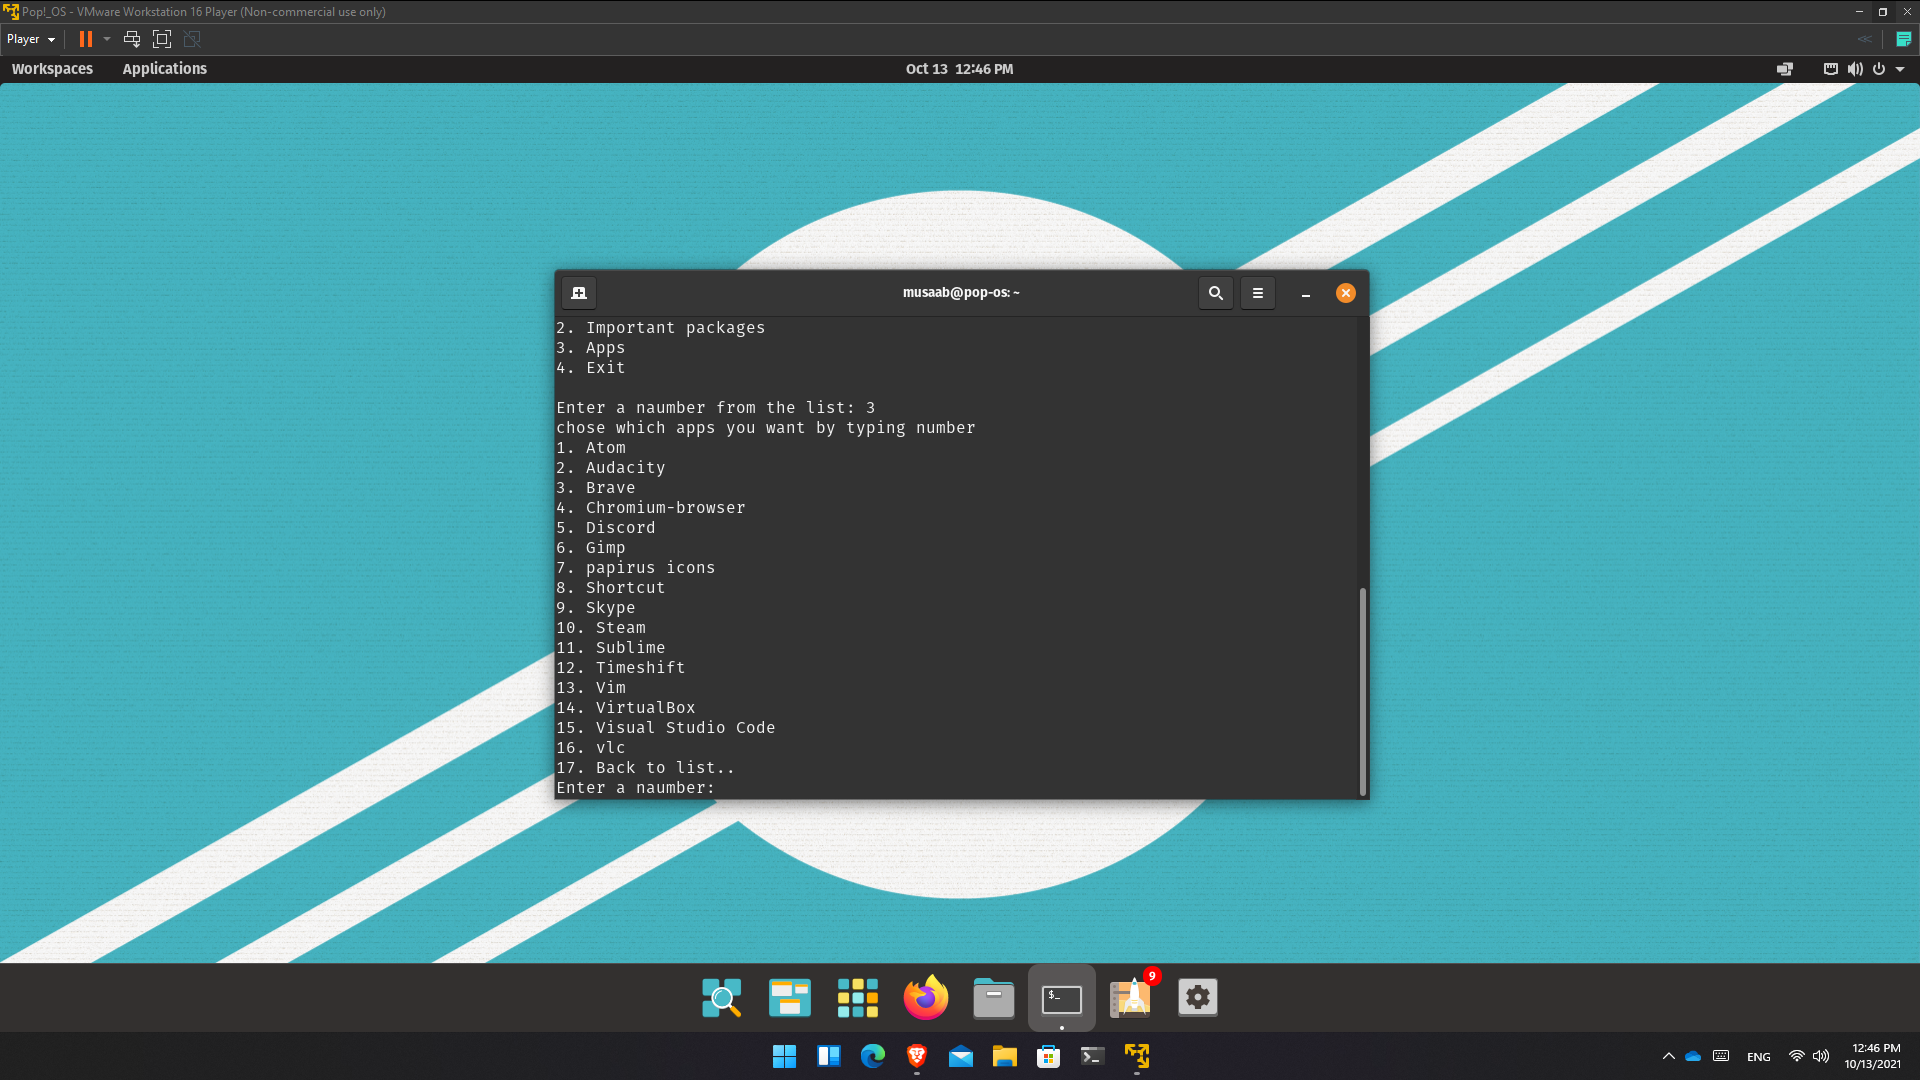 Pop!_OS - VMware Workstation 16 Player (Non-commercial use only)
Player
Workspaces Applications Oct 13 12:46 PM
musaab@pop-os: ~
2. Important packages
3. Apps
4. Exit
Enter a naumber from the list: 3
chose which apps you want by typing number
1. Atom
2. Audacity
3. Brave
4. Chromium-browser
5. Discord
6. Gimp
7. papirus icons
8. Shortcut
9. Skype
10. Steam
11. Sublime
12. Timeshift
13. Vim
14. VirtualBox
15. Visual Studio Code
16. vlc
17. Back to list..
Enter a naumber:
$_
9
ENG
12:46 PM
10/13/2021